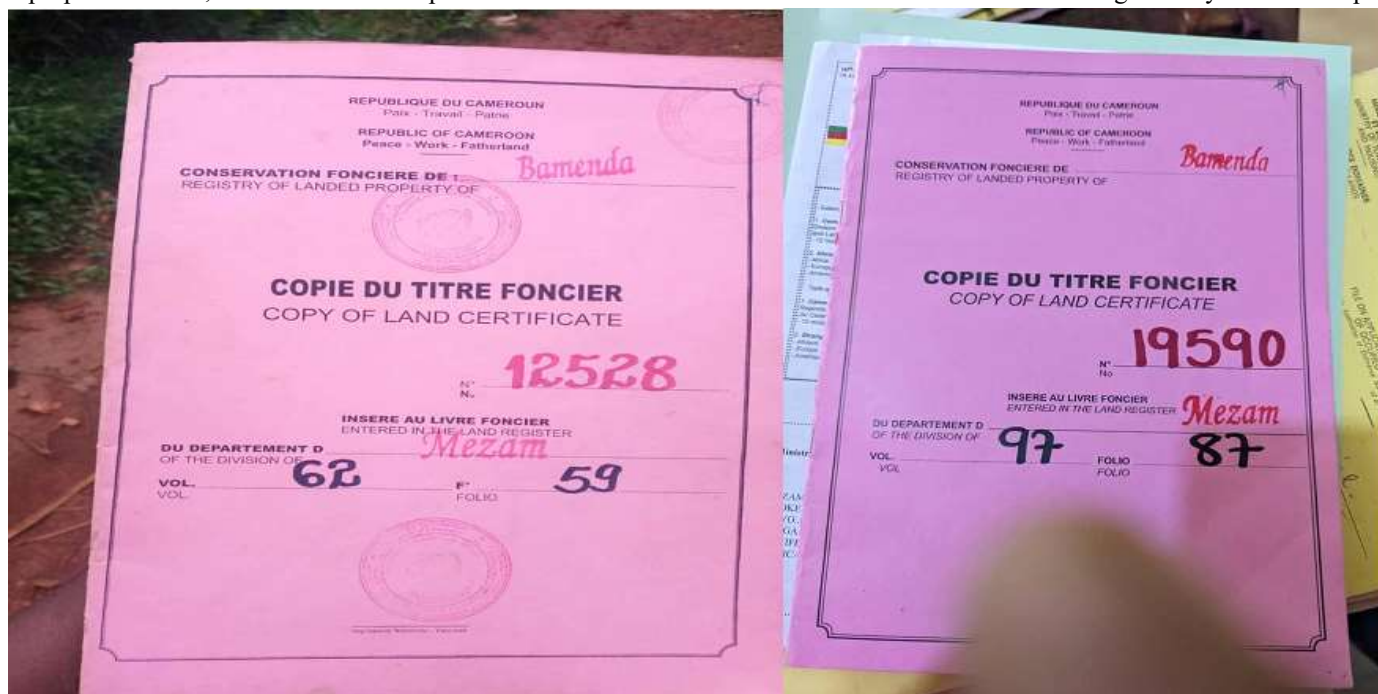 REPUBLIQUE DU CAMEROUN
Paix - Travail - Patrie
REPUBLIC OF CAMEROON
Peace - Work - Fatherland
CONSERVATION FONCIERE DE Bamenda
REGISTRY OF LANDED PROPERTY OF
COPIE DU TITRE FONCIER
COPY OF LAND CERTIFICATE
N° 12528
No
INSERE AU LIVRE FONCIER
ENTERED IN THE LAND REGISTER
DU DEPARTEMENT D Mezam
OF THE DIVISION OF
VOL. 62 F° 59
VOL. FOLIO
REPUBLIQUE DU CAMEROUN
Paix - Travail - Patrie
REPUBLIC OF CAMEROON
Peace - Work - Fatherland
CONSERVATION FONCIERE DE Bamenda
REGISTRY OF LANDED PROPERTY OF
COPIE DU TITRE FONCIER
COPY OF LAND CERTIFICATE
N° 19590
No
INSERE AU LIVRE FONCIER
ENTERED IN THE LAND REGISTER Mezam
DU DEPARTEMENT D
OF THE DIVISION OF
VOL. 97 FOLIO 87
VOL FOLIO